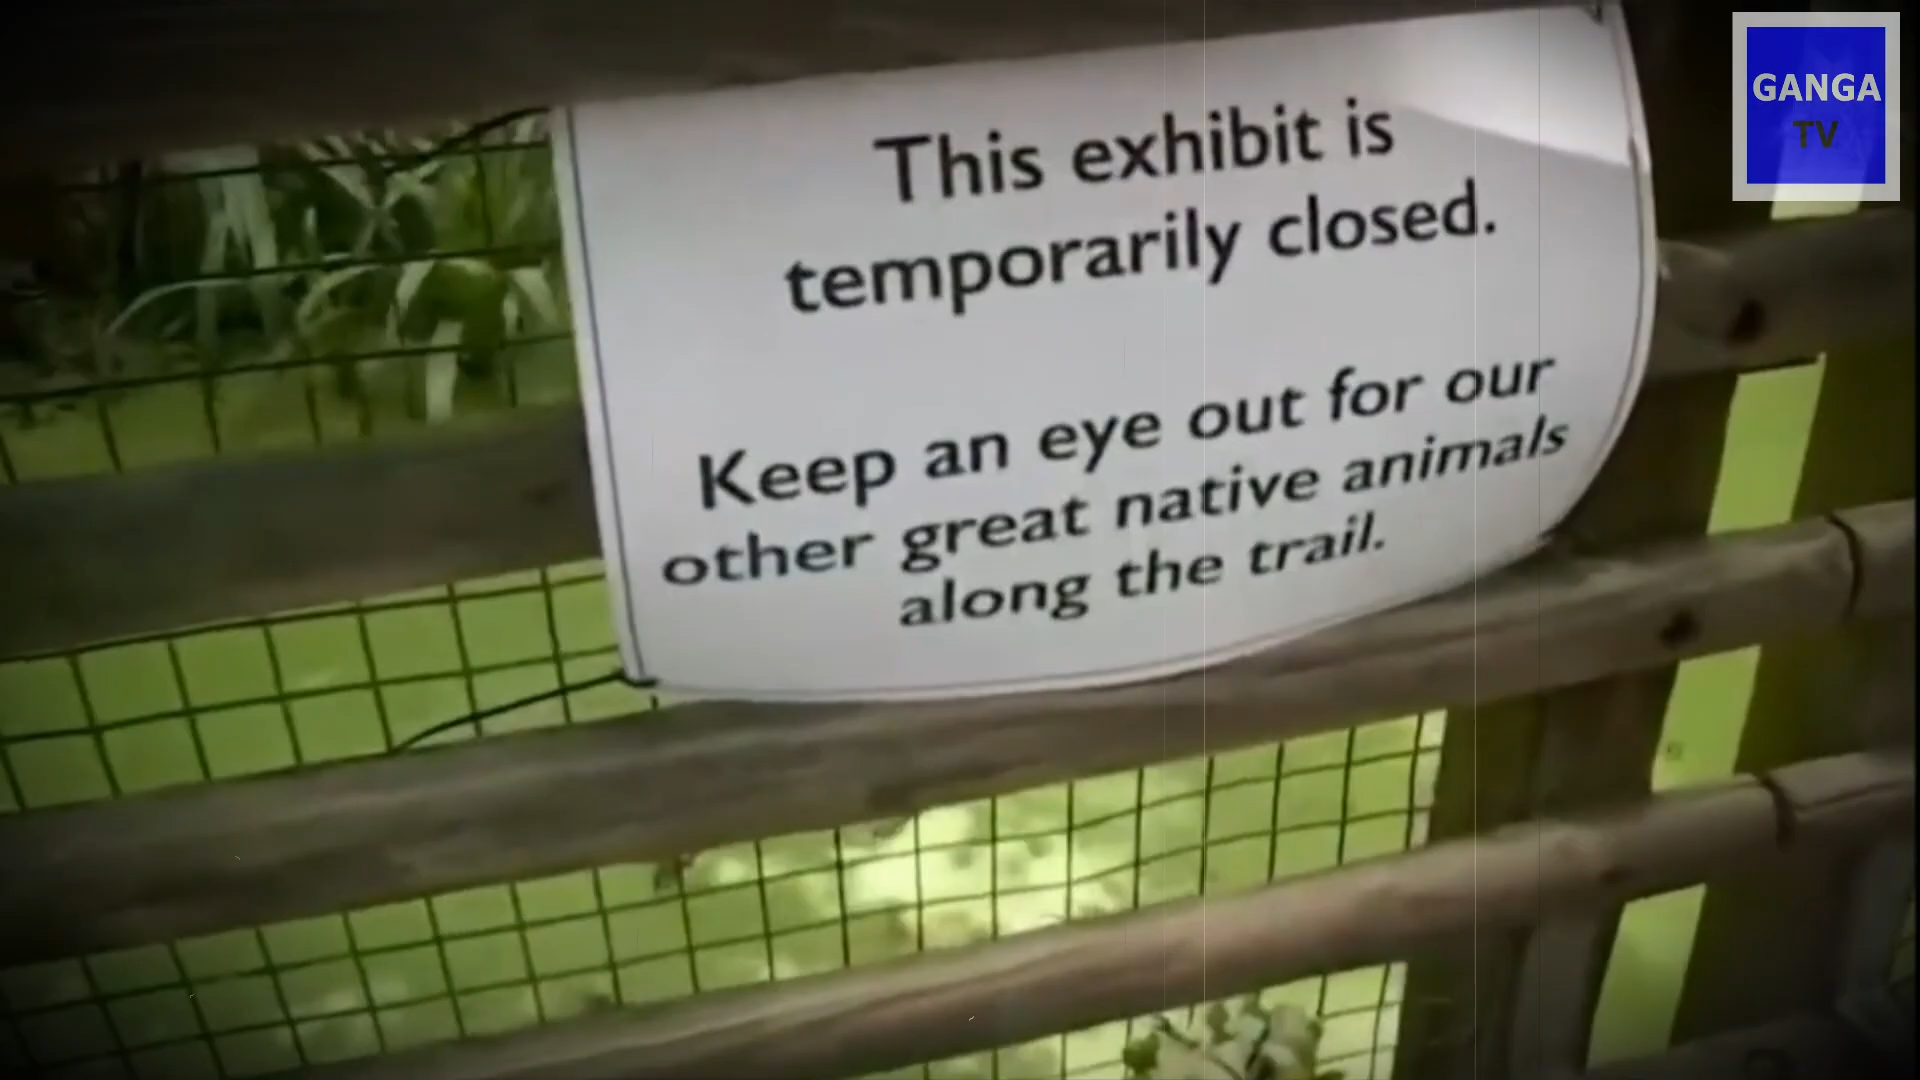 GANGA
TV
This exhibit is
temporarily closed.
Keep an eye out for our
other great native animals
along the trail.